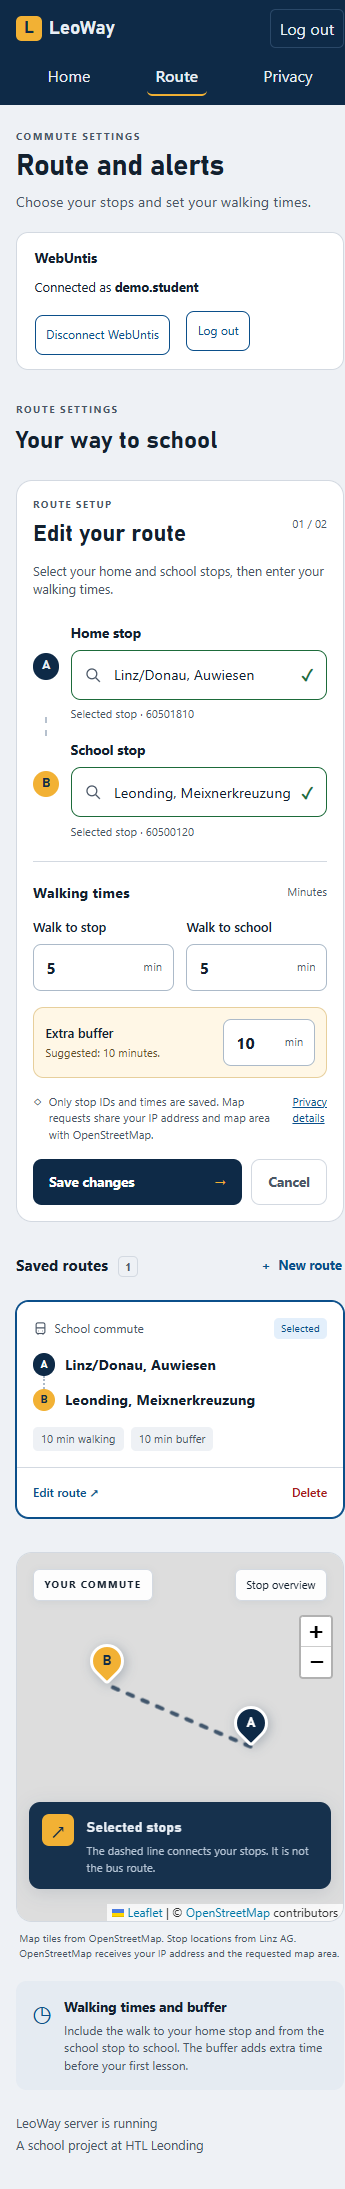 L LeoWay
Log out
Home Route Privacy
COMMUTE SETTINGS
Route and alerts
Choose your stops and set your walking times.
WebUntis
Connected as demo.student
Disconnect WebUntis
Log out
ROUTE SETTINGS
Your way to school
ROUTE SETUP
Edit your route
01 / 02
Select your home and school stops, then enter your
walking times.
Home stop
A
Linz/Donau, Auwiesen ✓
Selected stop · 60501810
School stop
B
Leonding, Meixnerkreuzung ✓
Selected stop · 60500120
Walking times
Minutes
Walk to stop
Walk to school
5 min
5 min
Extra buffer
Suggested: 10 minutes.
10 min
◇ Only stop IDs and times are saved. Map
requests share your IP address and map area
with OpenStreetMap.
Privacy
details
Save changes →
Cancel
Saved routes 1
+ New route
School commute
Selected
A Linz/Donau, Auwiesen
B Leonding, Meixnerkreuzung
10 min walking
10 min buffer
Edit route ↗
Delete
YOUR COMMUTE
Stop overview
+
−
B
A
↗
Selected stops
The dashed line connects your stops. It is not
the bus route.
Leaflet | © OpenStreetMap contributors
Map tiles from OpenStreetMap. Stop locations from Linz AG.
OpenStreetMap receives your IP address and the requested map area.
Walking times and buffer
Include the walk to your home stop and from the
school stop to school. The buffer adds extra time
before your first lesson.
LeoWay server is running
A school project at HTL Leonding